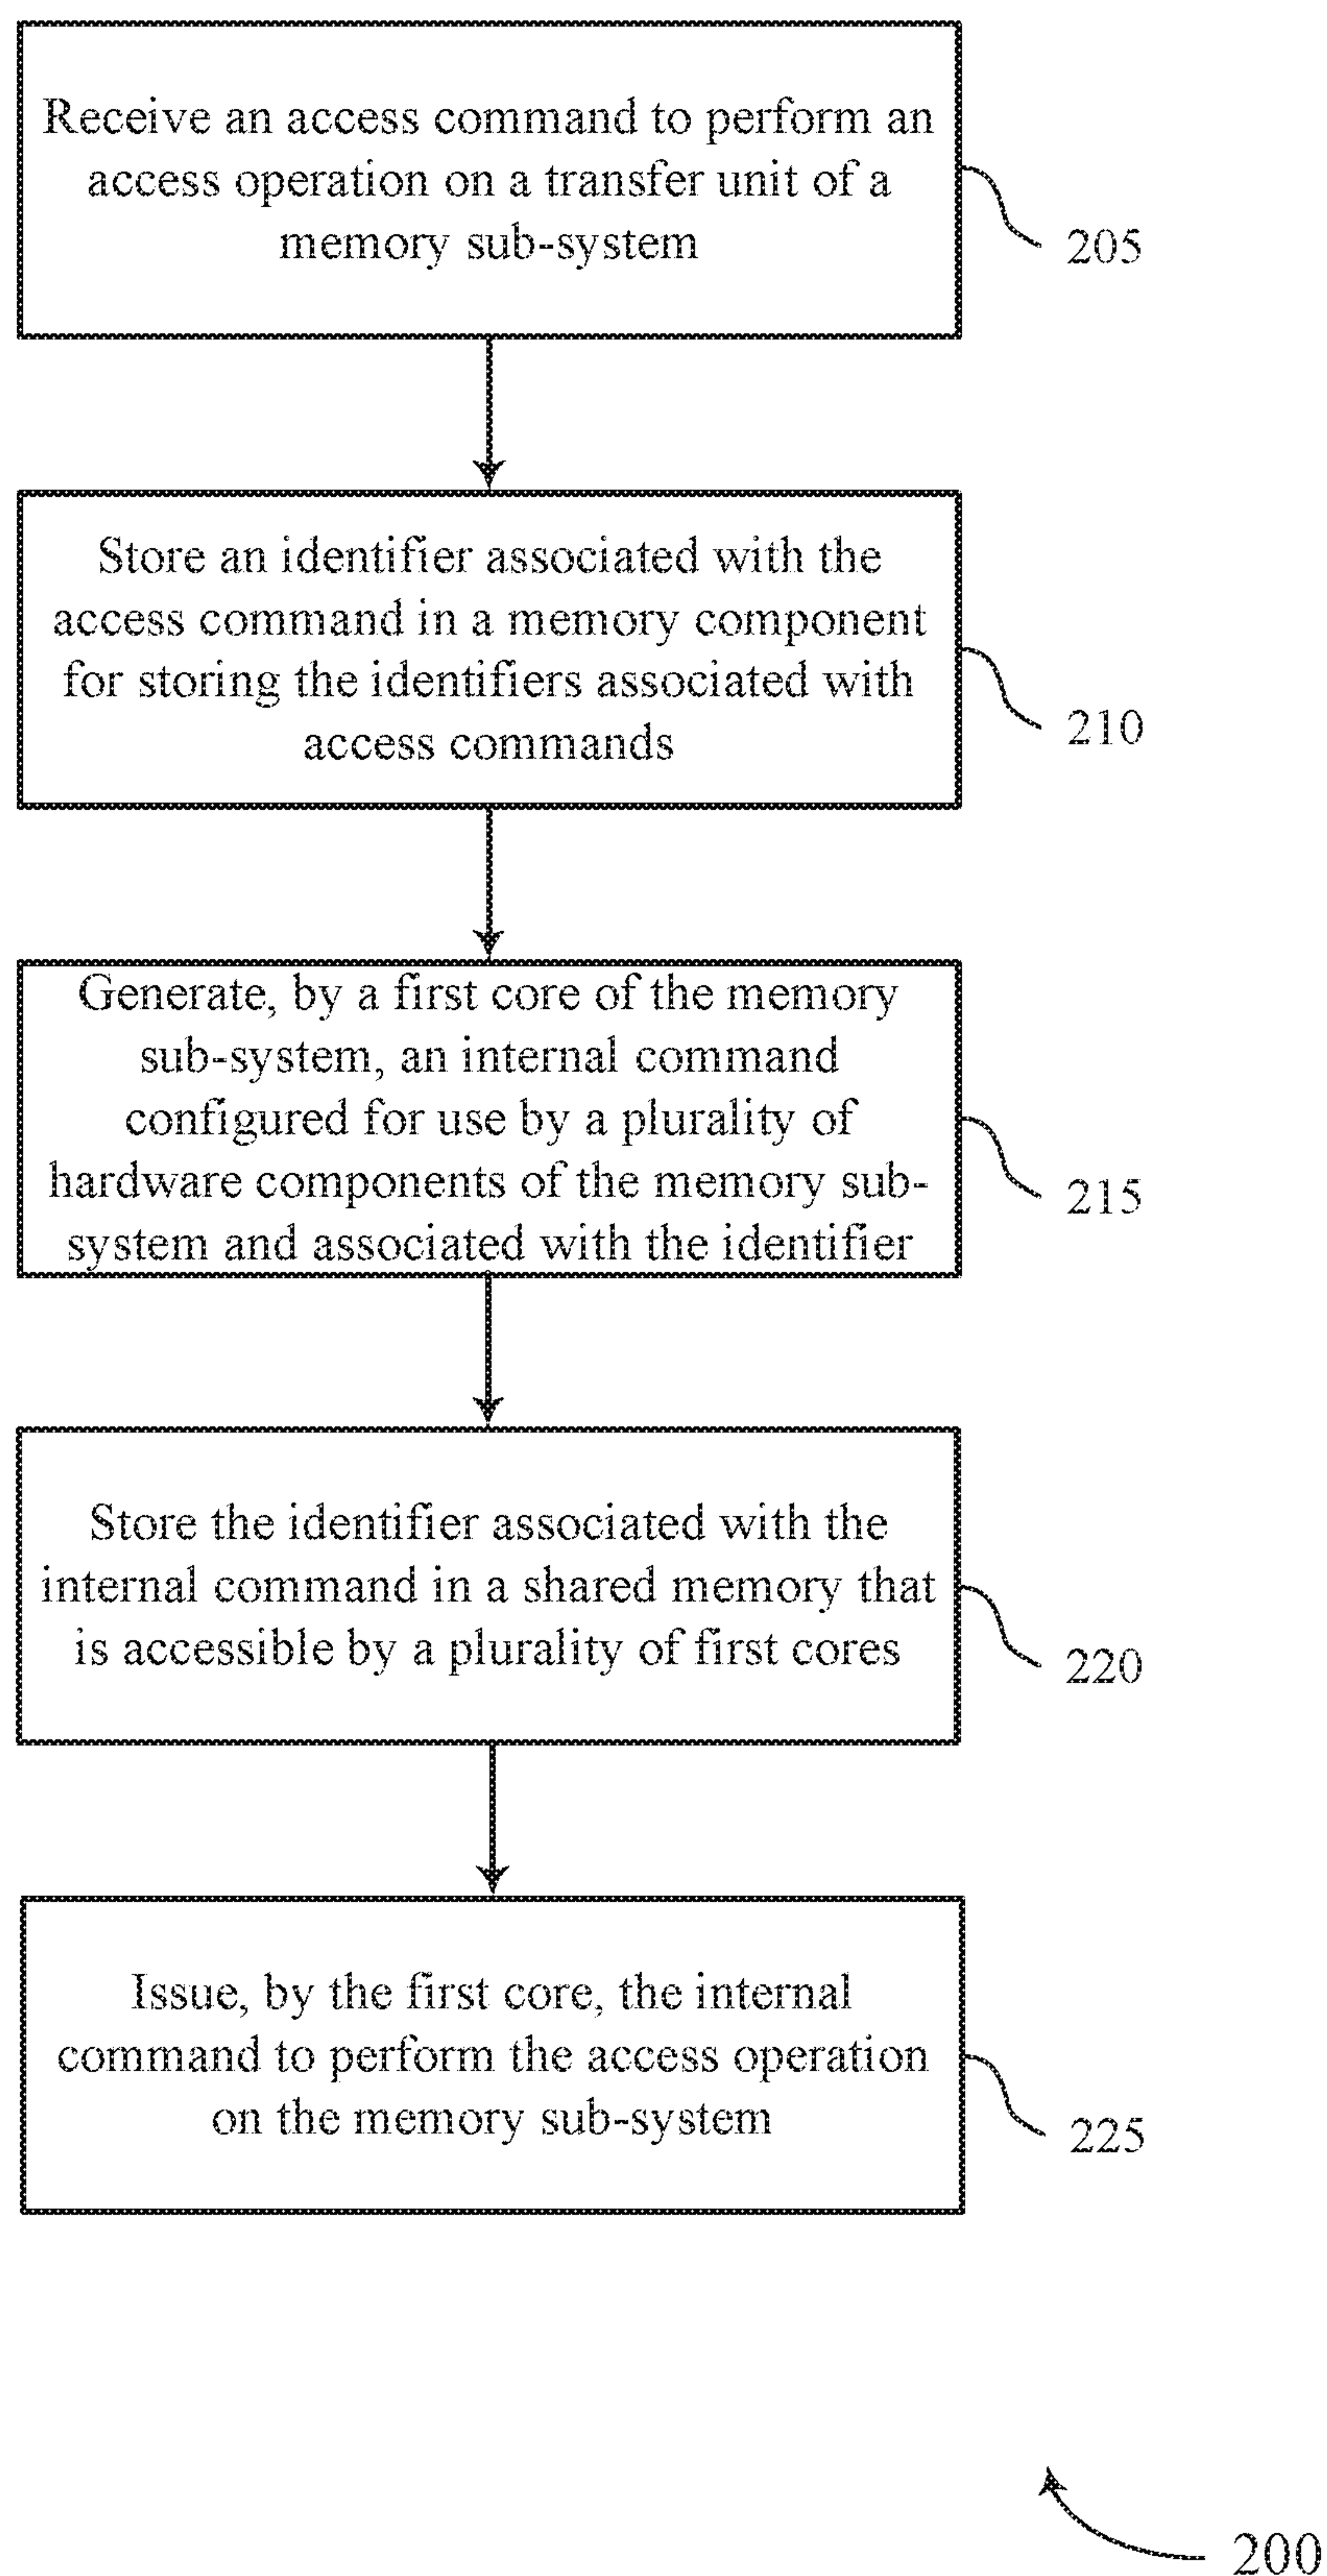 Receive an access command to perform an
access operation on a transfer unit of a
memory sub-system
205
Store an identifier associated with the
access command in a memory component
for storing the identifiers associated with
access commands
210
Generate, by a first core of the memory
sub-system, an internal command
configured for use by a plurality of
hardware components of the memory sub-
system and associated with the identifier
215
Store the identifier associated with the
internal command in a shared memory that
is accessible by a plurality of first cores
220
Issue, by the first core, the internal
command to perform the access operation
on the memory sub-system
225
200